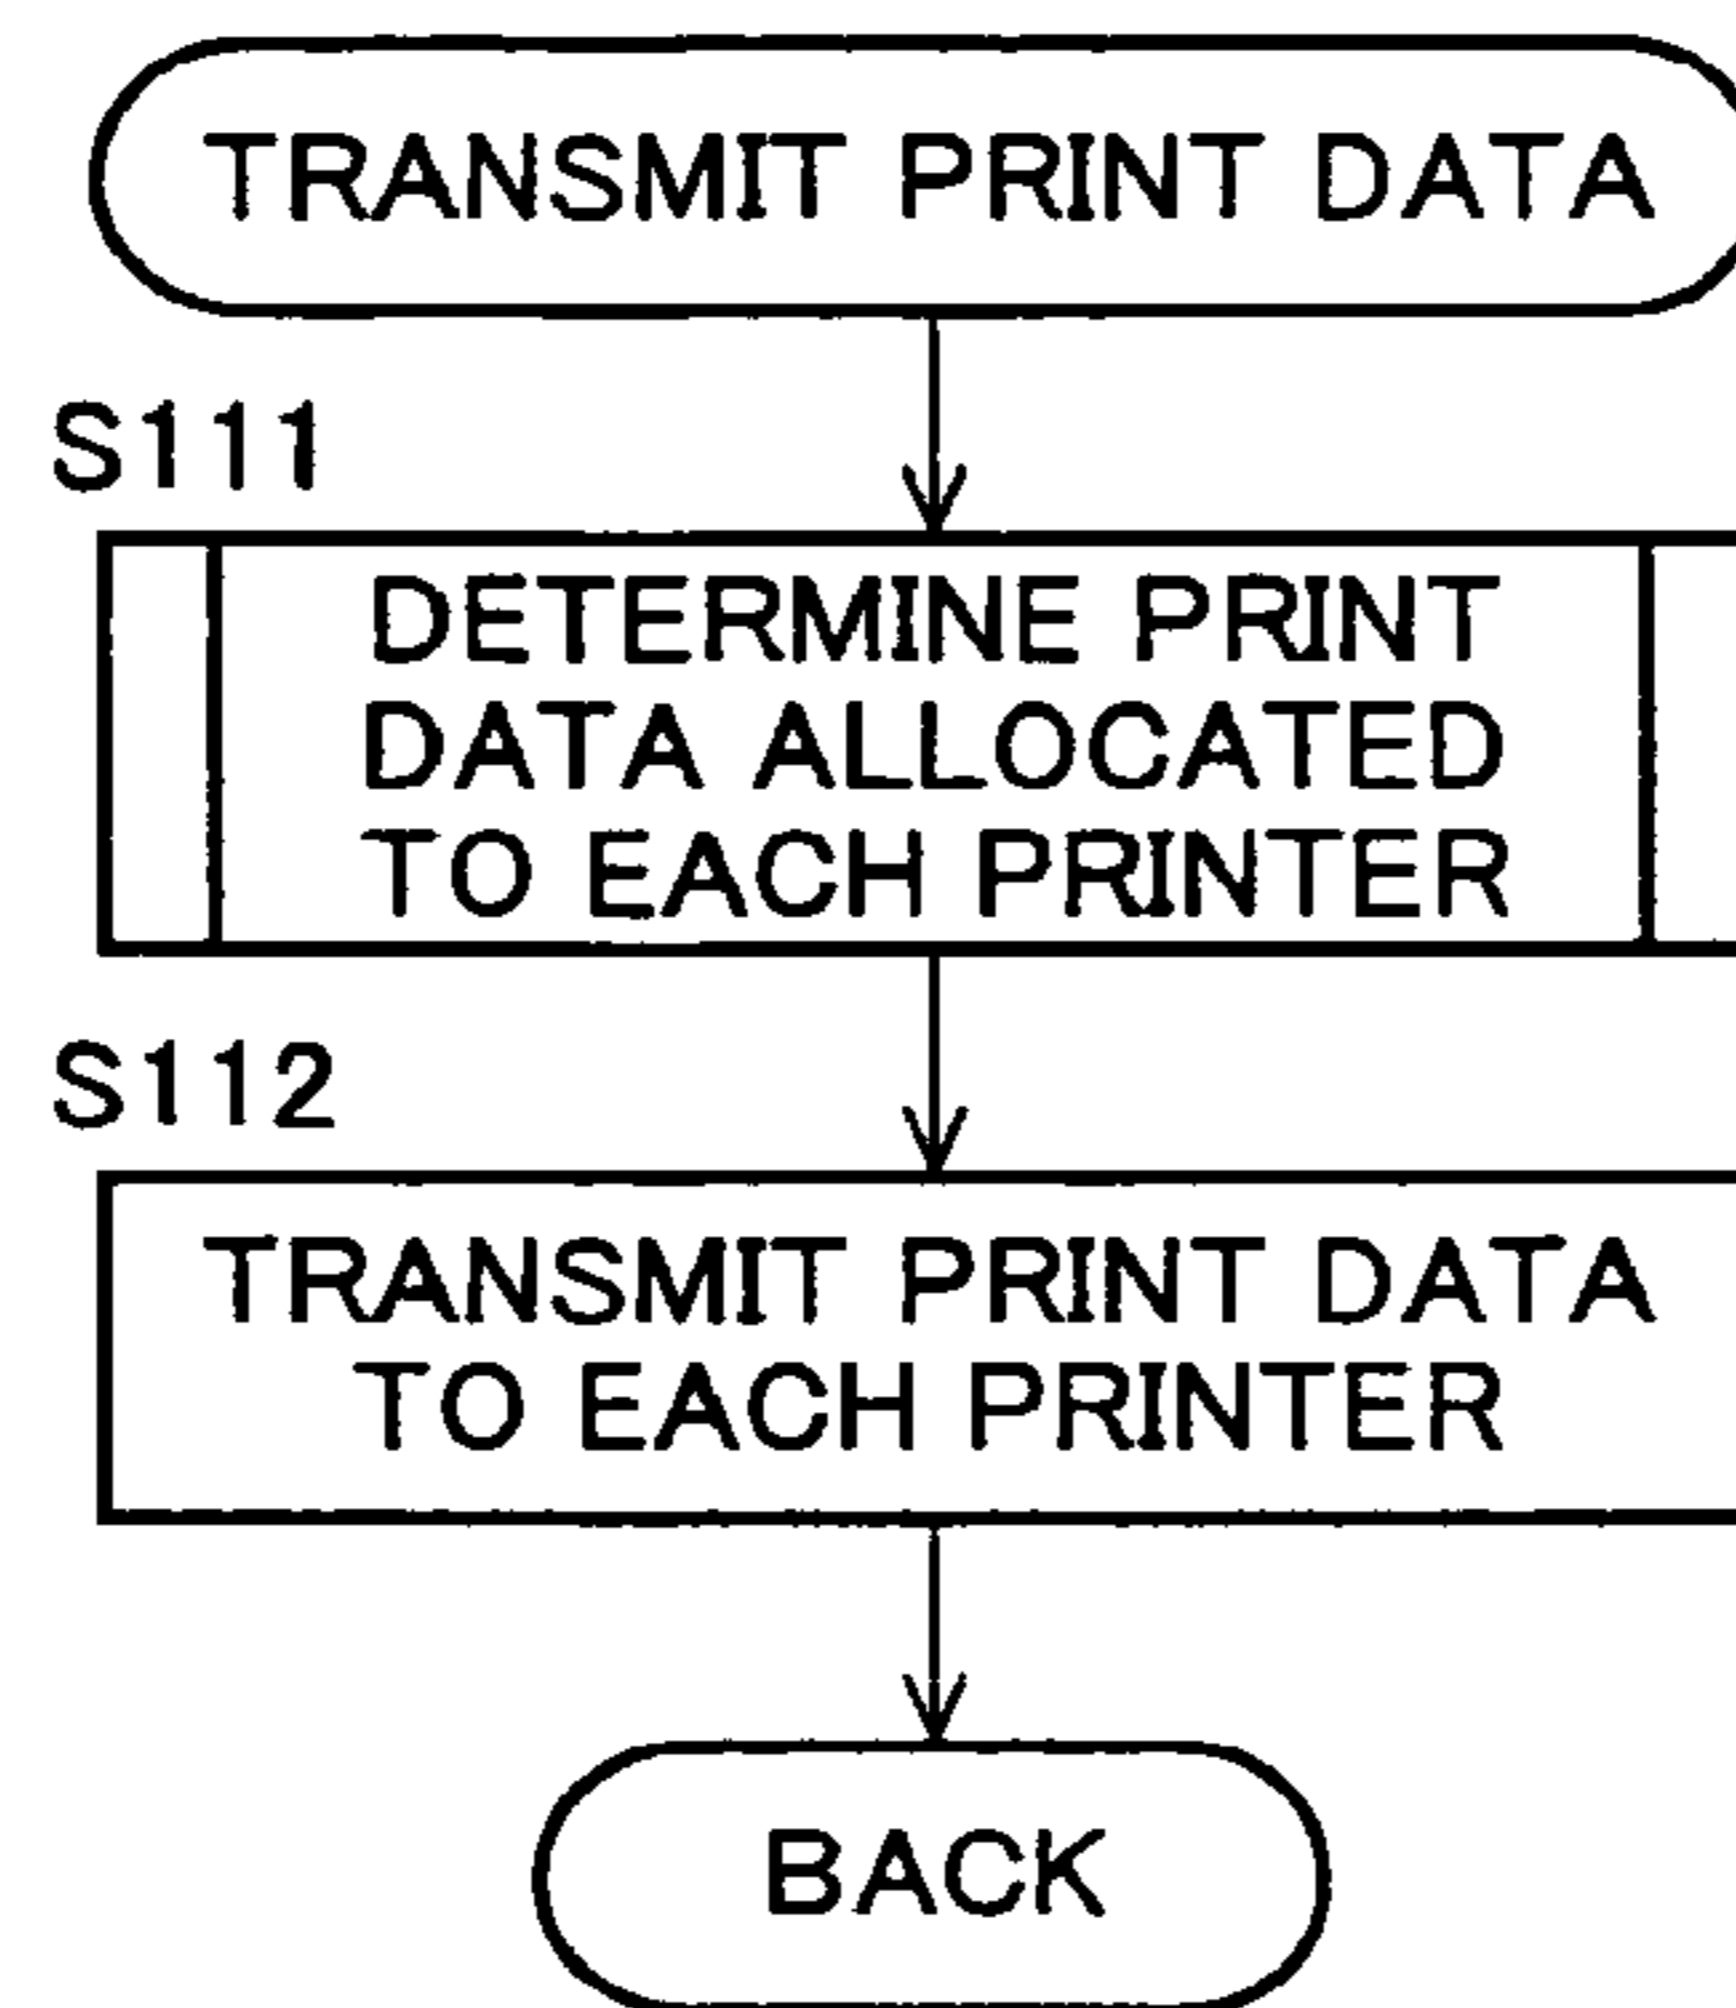 TRANSMIT PRINT DATA
S111
DETERMINE PRINT
DATA ALLOCATED
TO EACH PRINTER
S112
TRANSMIT PRINT DATA
TO EACH PRINTER
BACK